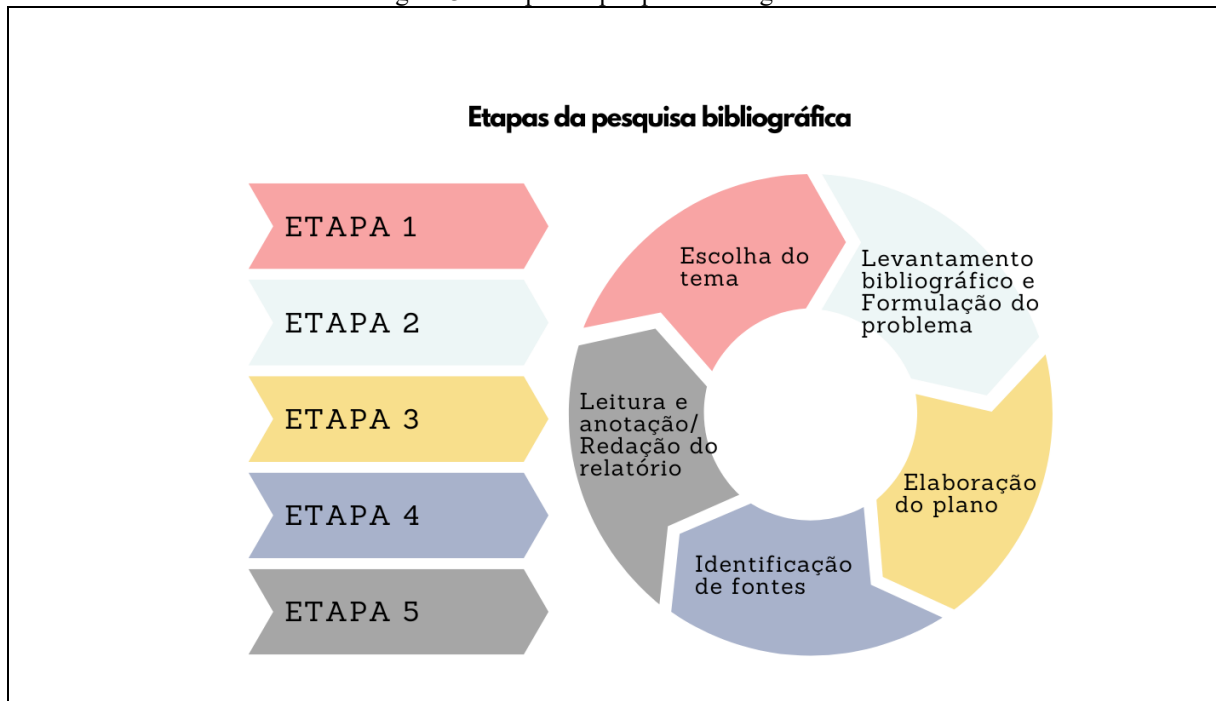 Etapas da pesquisa bibliográfica
ETAPA 1
ETAPA 2
ETAPA 3
ETAPA 4
ETAPA 5
Escolha do
tema
Levantamento
bibliográfico e
Formulação do
problema
Elaboração
do plano
Identificação
de fontes
Leitura e
anotação/
Redação do
relatório